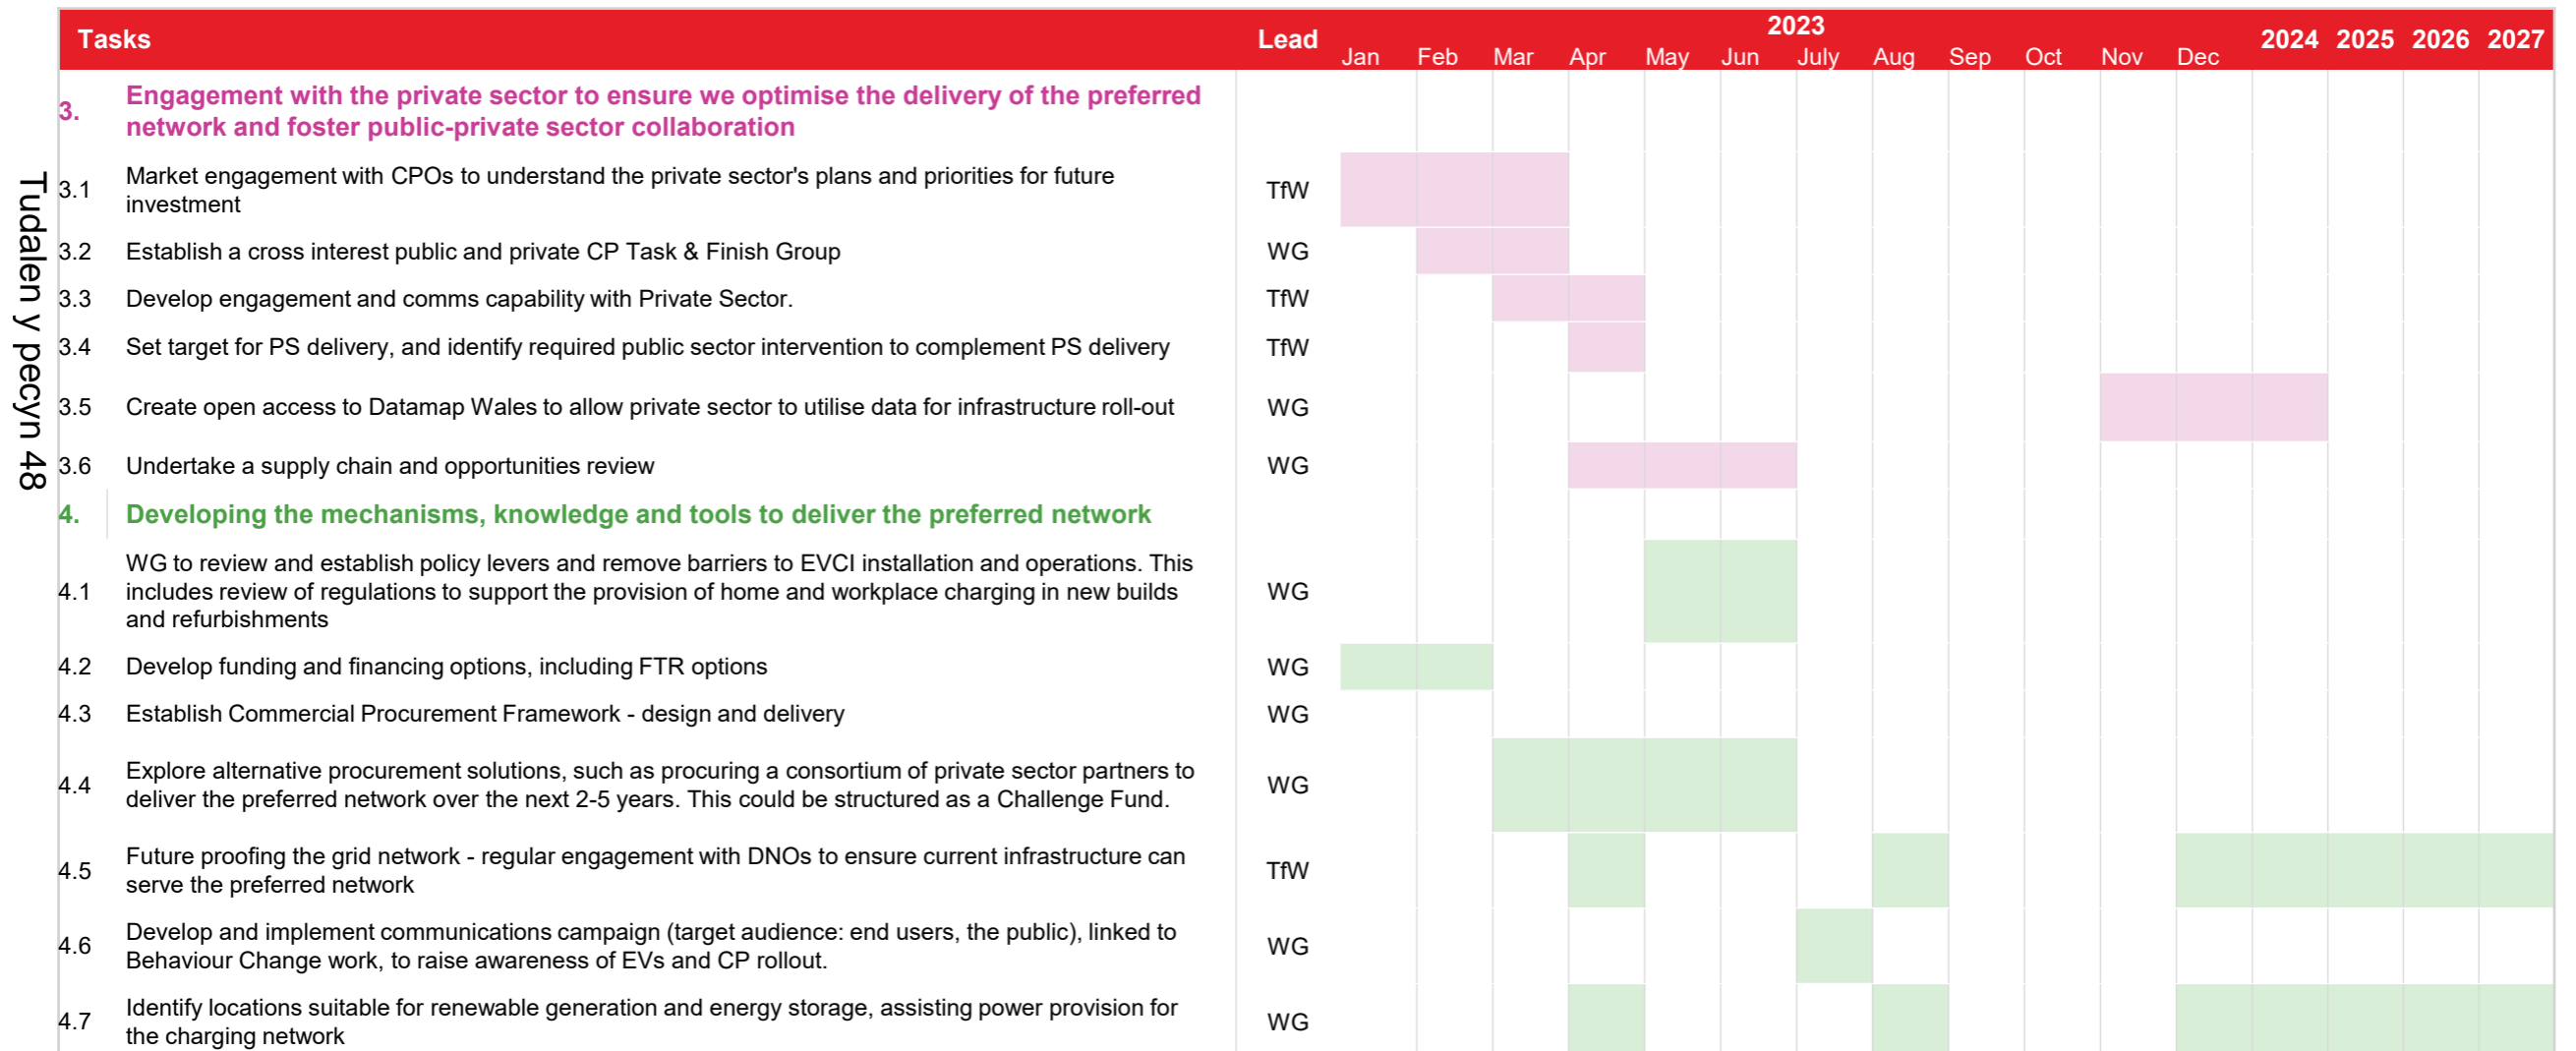 Tudalen y pecyn 48
Tasks Lead 2023 2024 2025 2026 2027
Jan Feb Mar Apr May Jun July Aug Sep Oct Nov Dec
3. Engagement with the private sector to ensure we optimise the delivery of the preferred
network and foster public-private sector collaboration
3.1 Market engagement with CPOs to understand the private sector's plans and priorities for future
investment
TfW
3.2 Establish a cross interest public and private CP Task & Finish Group WG
3.3 Develop engagement and comms capability with Private Sector. TfW
3.4 Set target for PS delivery, and identify required public sector intervention to complement PS delivery TfW
3.5 Create open access to Datamap Wales to allow private sector to utilise data for infrastructure roll-out WG
3.6 Undertake a supply chain and opportunities review WG
4. Developing the mechanisms, knowledge and tools to deliver the preferred network
WG to review and establish policy levers and remove barriers to EVCI installation and operations. This
4.1 includes review of regulations to support the provision of home and workplace charging in new builds WG
and refurbishments
4.2 Develop funding and financing options, including FTR options WG
4.3 Establish Commercial Procurement Framework - design and delivery WG
4.4 Explore alternative procurement solutions, such as procuring a consortium of private sector partners to
deliver the preferred network over the next 2-5 years. This could be structured as a Challenge Fund.
WG
4.5 Future proofing the grid network - regular engagement with DNOs to ensure current infrastructure can
serve the preferred network
TfW
4.6 Develop and implement communications campaign (target audience: end users, the public), linked to
Behaviour Change work, to raise awareness of EVs and CP rollout.
WG
4.7 Identify locations suitable for renewable generation and energy storage, assisting power provision for
the charging network
WG